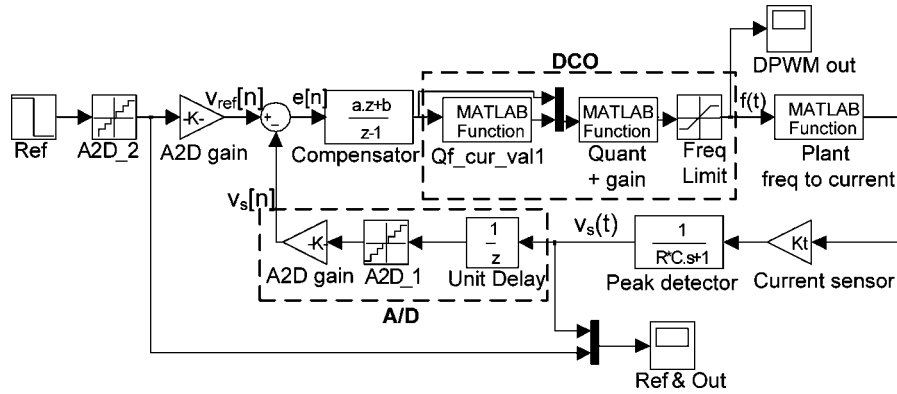 DCO
DPWM out
v_ref[n]
e[n]
f(t)
+
-
-K-
a.z+b
z-1
MATLAB
Function
MATLAB
Function
MATLAB
Function
Ref
A2D_2
A2D gain
Compensator
Qf_cur_val1
Quant
+ gain
Freq
Limit
Plant
freq to current
v_s[n]
v_s(t)
-K-
1
z
1
R*C.s+1
Kt
A2D gain
A2D_1
Unit Delay
Peak detector
Current sensor
A/D
Ref & Out